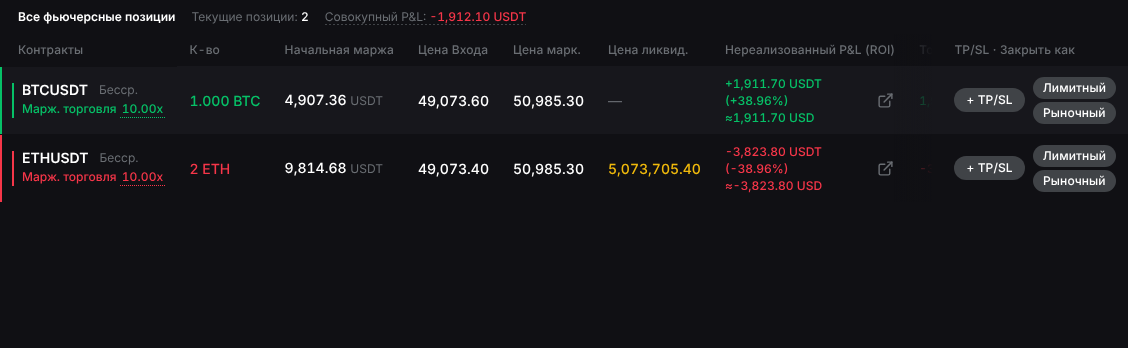 Все фьючерсные позиции Текущие позиции: 2 Совокупный P&L: -1,912.10 USDT
Контракты К-во Начальная маржа Цена Входа Цена марк. Цена ликвид. Нереализованный P&L (ROI) TP/SL · Закрыть как
BTCUSDT Бесср.
Марж. торговля 10.00x
1.000 BTC
4,907.36 USDT
49,073.60
50,985.30
—
+1,911.70 USDT
(+38.96%)
≈1,911.70 USD
+ TP/SL
Лимитный
Рыночный
ETHUSDT Бесср.
Марж. торговля 10.00x
2 ETH
9,814.68 USDT
49,073.40
50,985.30
5,073,705.40
-3,823.80 USDT
(-38.96%)
≈-3,823.80 USD
+ TP/SL
Лимитный
Рыночный